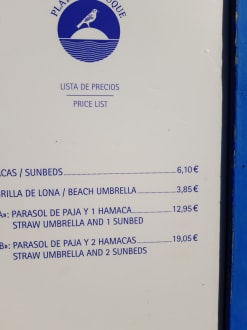 LISTA DE PRECIOS
PRICE LIST
ACAS / SUNBEDS 6,10 €
RILLA DE LONA / BEACH UMBRELLA 3,85 €
A»: PARASOL DE PAJA Y 1 HAMACA 12,95 €
STRAW UMBRELLA AND 1 SUNBED
B»: PARASOL DE PAJA Y 2 HAMACAS 19,05 €
STRAW UMBRELLA AND 2 SUNBEDS